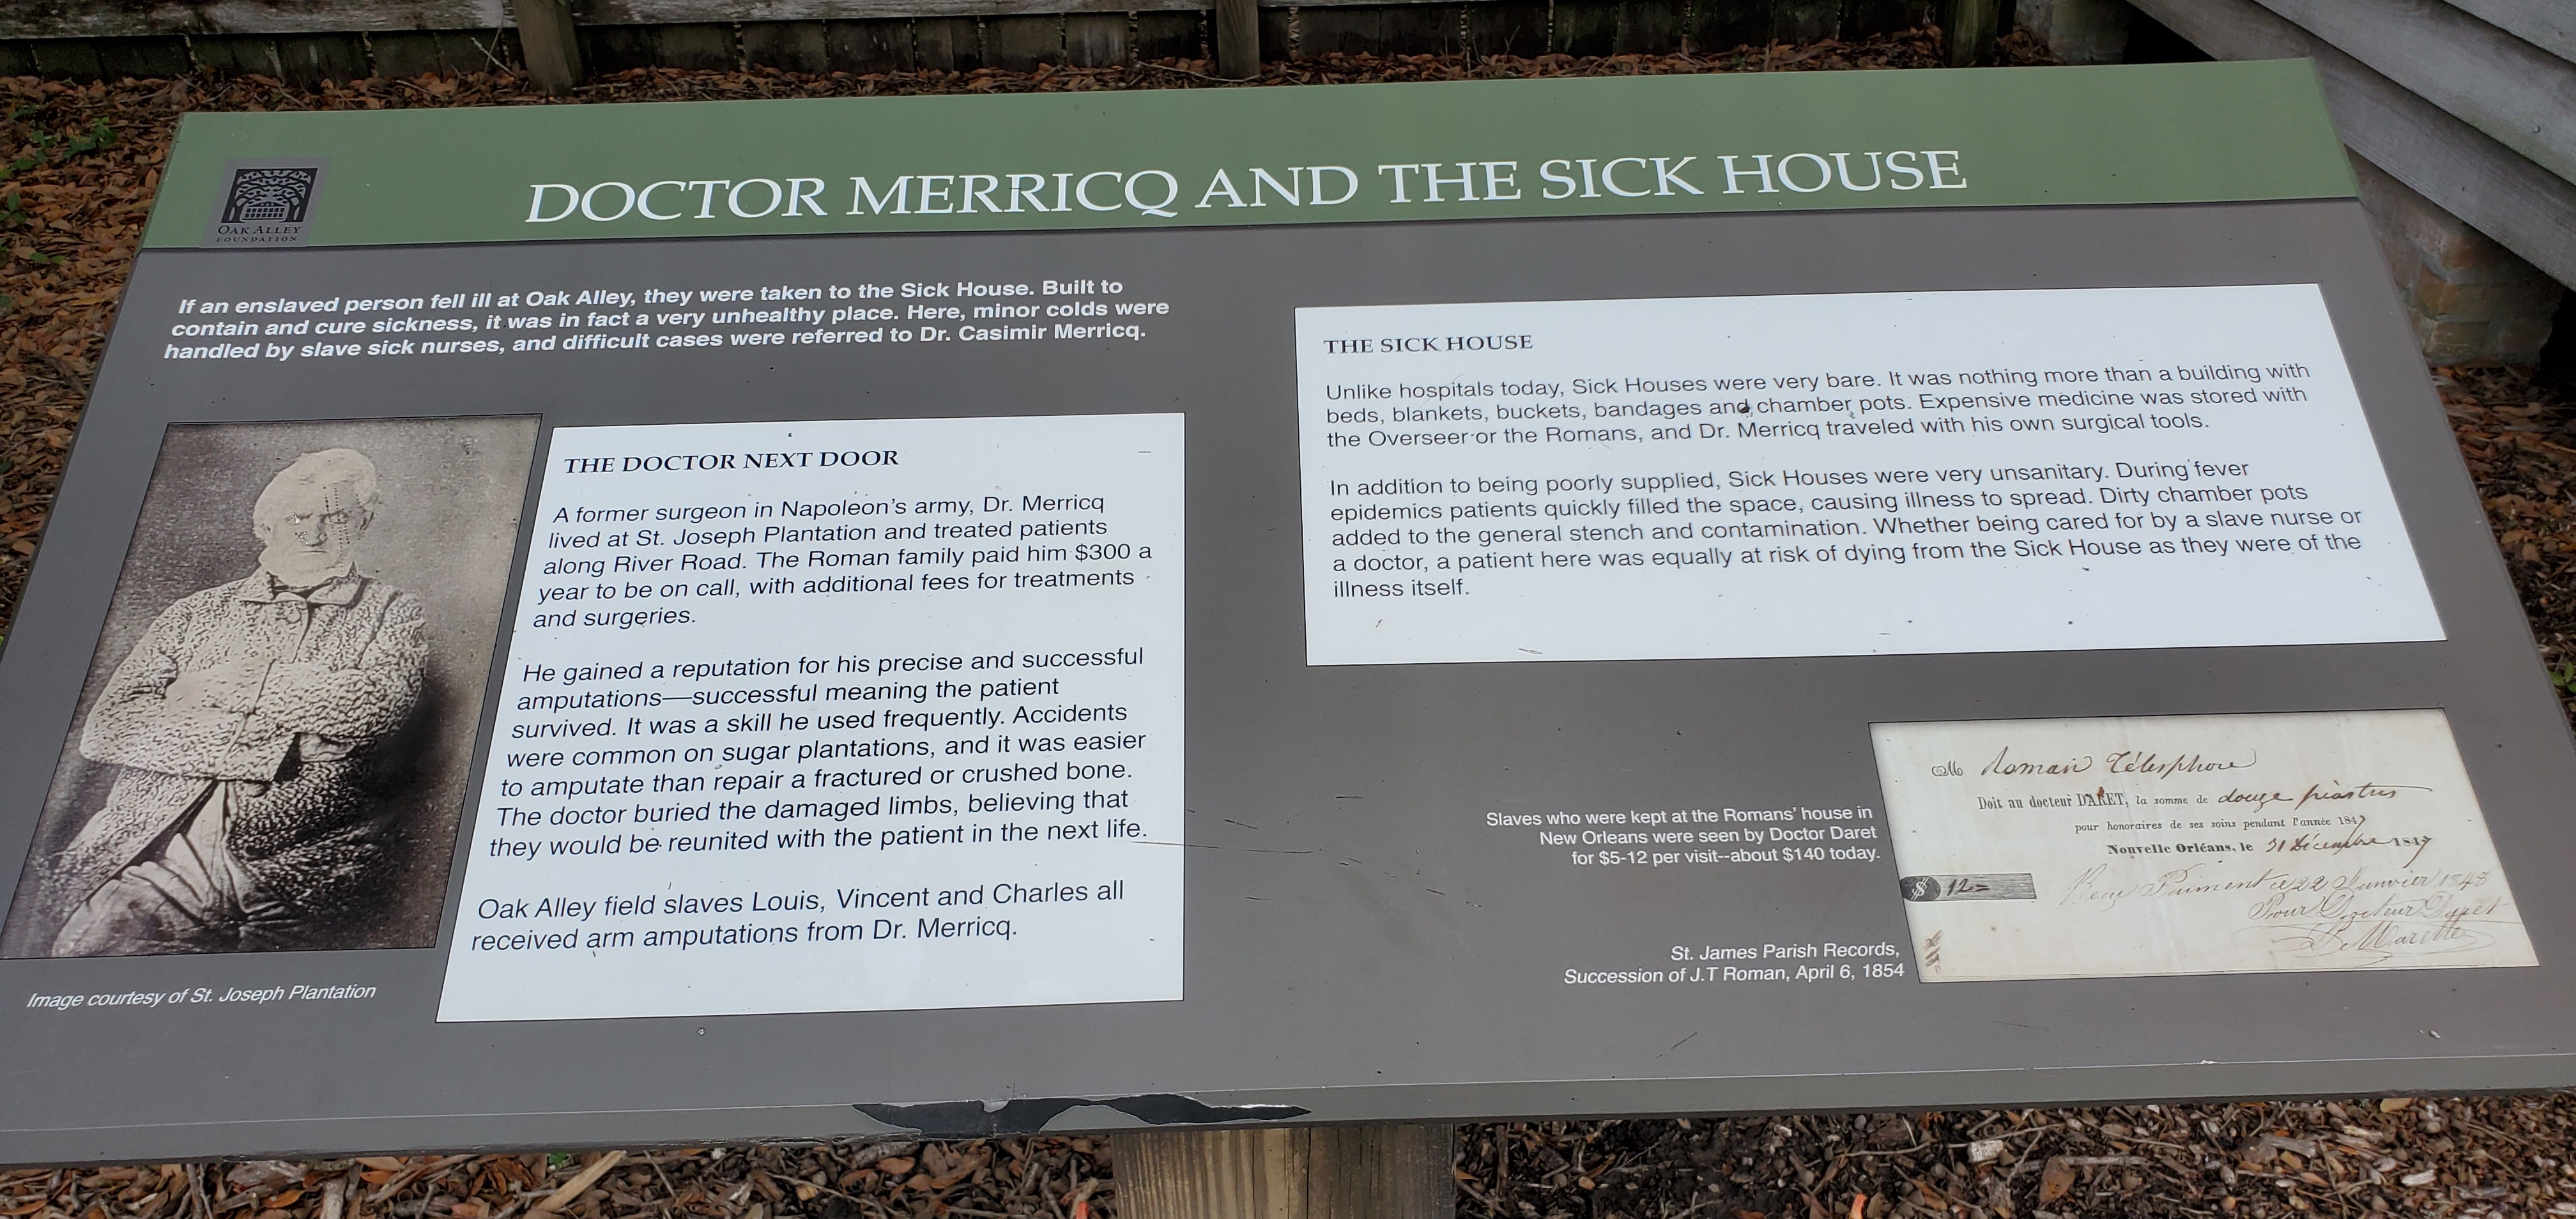 OAK ALLEY
FOUNDATION
DOCTOR MERRICQ AND THE SICK HOUSE
If an enslaved person fell ill at Oak Alley, they were taken to the Sick House. Built to
contain and cure sickness, it was in fact a very unhealthy place. Here, minor colds were
handled by slave sick nurses, and difficult cases were referred to Dr. Casimir Merricq.
THE DOCTOR NEXT DOOR
A former surgeon in Napoleon's army, Dr. Merricq
lived at St. Joseph Plantation and treated patients
along River Road. The Roman family paid him $300 a
year to be on call, with additional fees for treatments
and surgeries.
He gained a reputation for his precise and successful
amputations—successful meaning the patient
survived. It was a skill he used frequently. Accidents
were common on sugar plantations, and it was easier
to amputate than repair a fractured or crushed bone.
The doctor buried the damaged limbs, believing that
they would be reunited with the patient in the next life.
Oak Alley field slaves Louis, Vincent and Charles all
received arm amputations from Dr. Merricq.
Image courtesy of St. Joseph Plantation
THE SICK HOUSE
Unlike hospitals today, Sick Houses were very bare. It was nothing more than a building with
beds, blankets, buckets, bandages and chamber pots. Expensive medicine was stored with
the Overseer or the Romans, and Dr. Merricq traveled with his own surgical tools.
In addition to being poorly supplied, Sick Houses were very unsanitary. During fever
epidemics patients quickly filled the space, causing illness to spread. Dirty chamber pots
added to the general stench and contamination. Whether being cared for by a slave nurse or
a doctor, a patient here was equally at risk of dying from the Sick House as they were of the
illness itself.
Slaves who were kept at the Romans' house in
New Orleans were seen by Doctor Daret
for $5-12 per visit--about $140 today.
St. James Parish Records,
Succession of J.T Roman, April 6, 1854
Roman Télesphore
Doit au docteur DARET, la somme de douze piastres
pour honoraires de ses soins pendant l'année 1847
Nouvelle Orléans, le 31 Décembre 1847
$ 12=
Paiment ce 22 Janvier 1848
Pour Docteur Daret